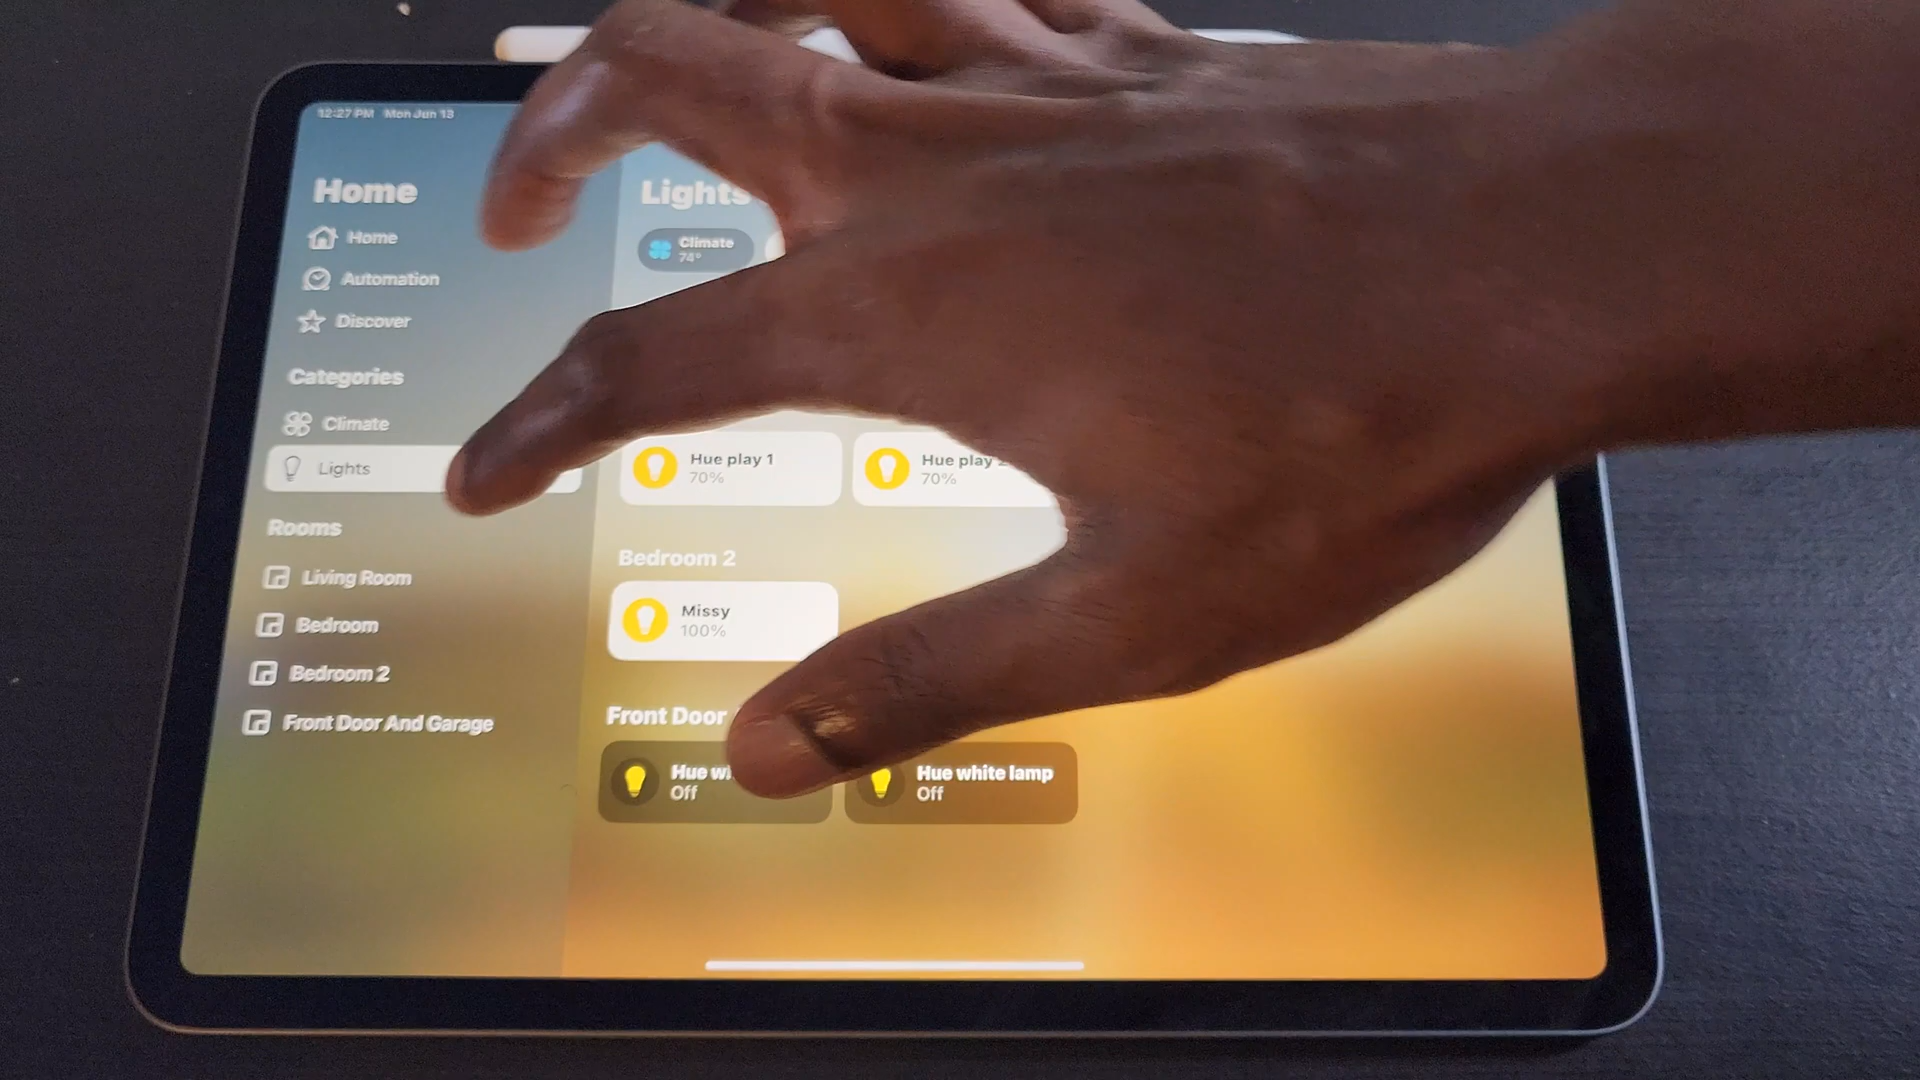 12:27 PM Mon Jun 13
Home
Home
Automation
Discover
Categories
Climate
Lights
Rooms
Living Room
Bedroom
Bedroom 2
Front Door And Garage
Lights
Climate
74°
Hue play 1
70%
Hue play
70%
Bedroom 2
Missy
100%
Front Door
Hue
Off
Hue white lamp
Off